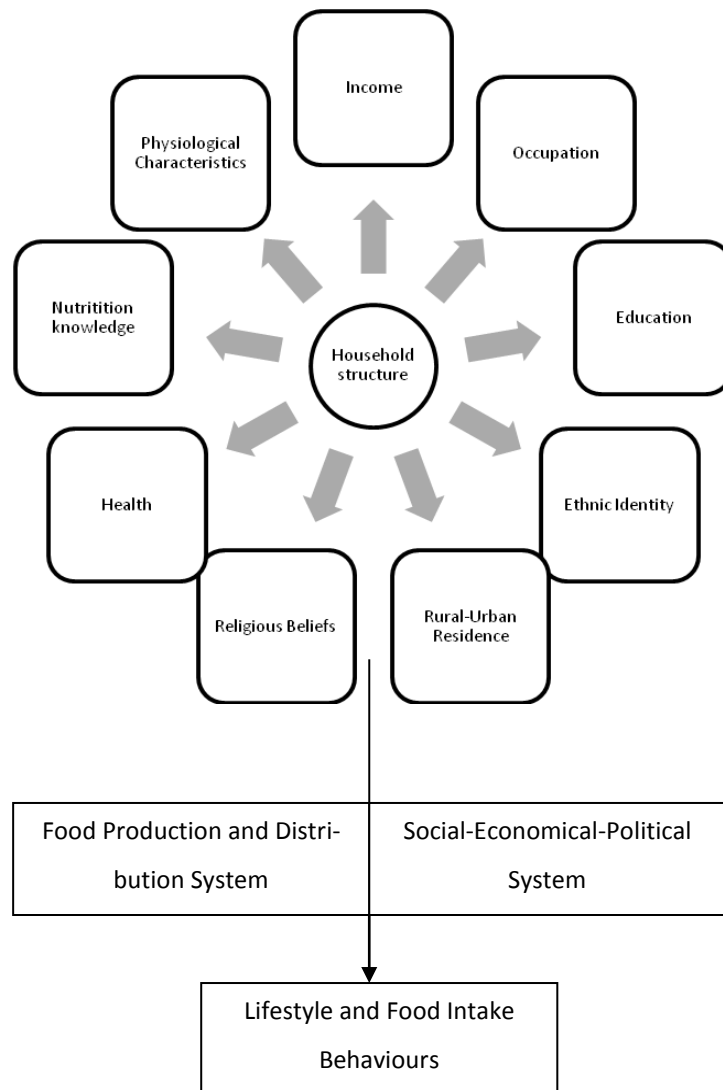 Income
Physiological
Characteristics
Occupation
Nutritition
knowledge
Household
structure
Education
Health
Ethnic Identity
Religious Beliefs
Rural-Urban
Residence
Food Production and Distri-
bution System
Social-Economical-Political
System
Lifestyle and Food Intake
Behaviours